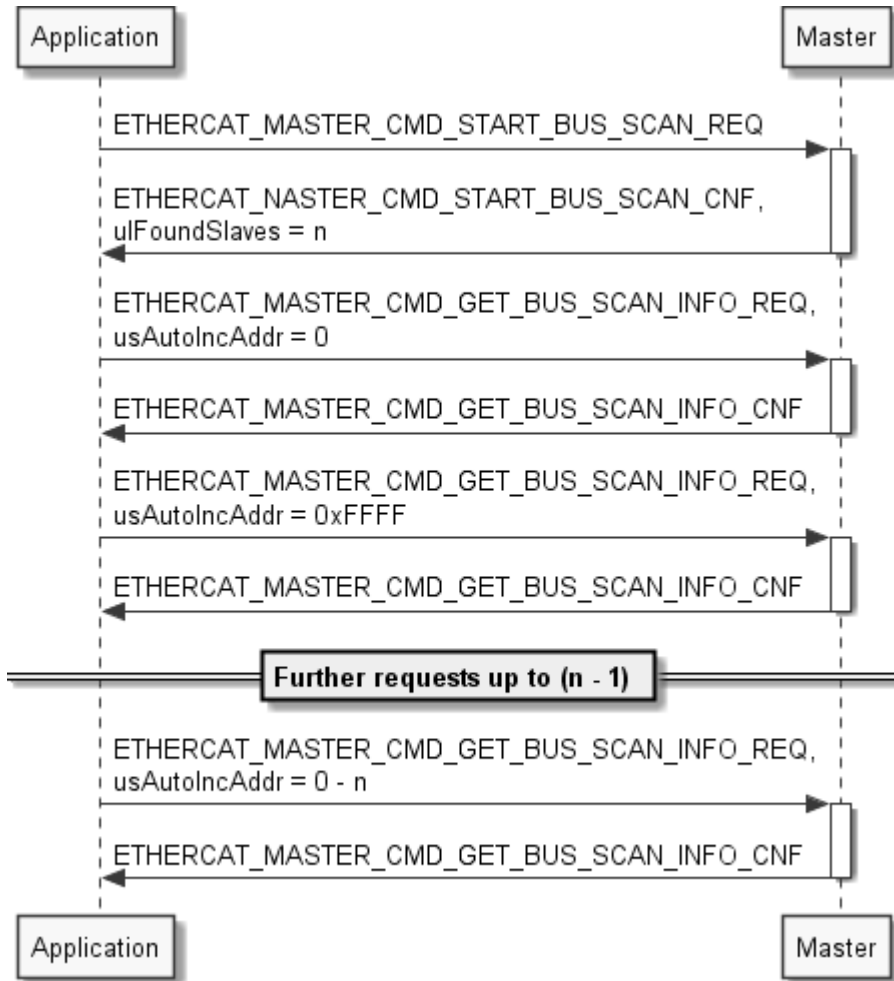 Application
Master
ETHERCAT_MASTER_CMD_START_BUS_SCAN_REQ
ETHERCAT_NASTER_CMD_START_BUS_SCAN_CNF,
ulFoundSlaves = n
ETHERCAT_MASTER_CMD_GET_BUS_SCAN_INFO_REQ,
usAutoIncAddr = 0
ETHERCAT_MASTER_CMD_GET_BUS_SCAN_INFO_CNF
ETHERCAT_MASTER_CMD_GET_BUS_SCAN_INFO_REQ,
usAutoIncAddr = 0xFFFF
ETHERCAT_MASTER_CMD_GET_BUS_SCAN_INFO_CNF
Further requests up to (n - 1)
ETHERCAT_MASTER_CMD_GET_BUS_SCAN_INFO_REQ,
usAutoIncAddr = 0 - n
ETHERCAT_MASTER_CMD_GET_BUS_SCAN_INFO_CNF
Application
Master